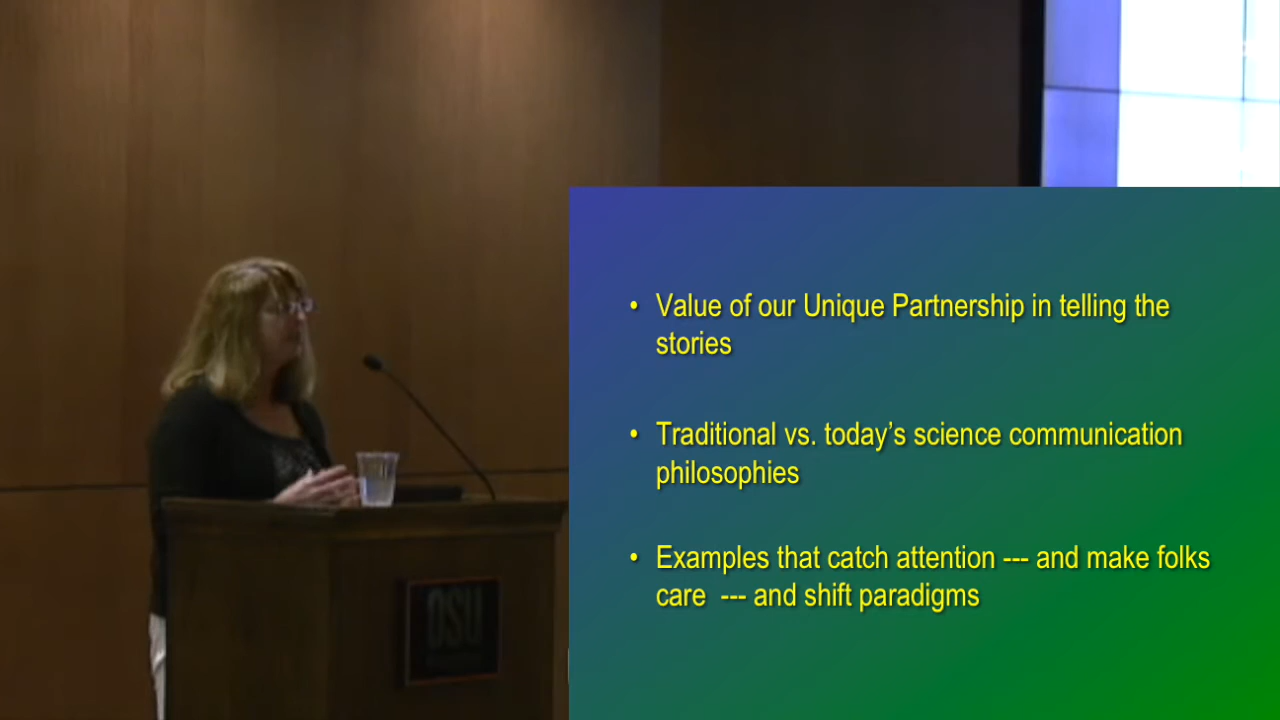 • Value of our Unique Partnership in telling the
stories
• Traditional vs. today’s science communication
philosophies
• Examples that catch attention --- and make folks
care --- and shift paradigms
OSU